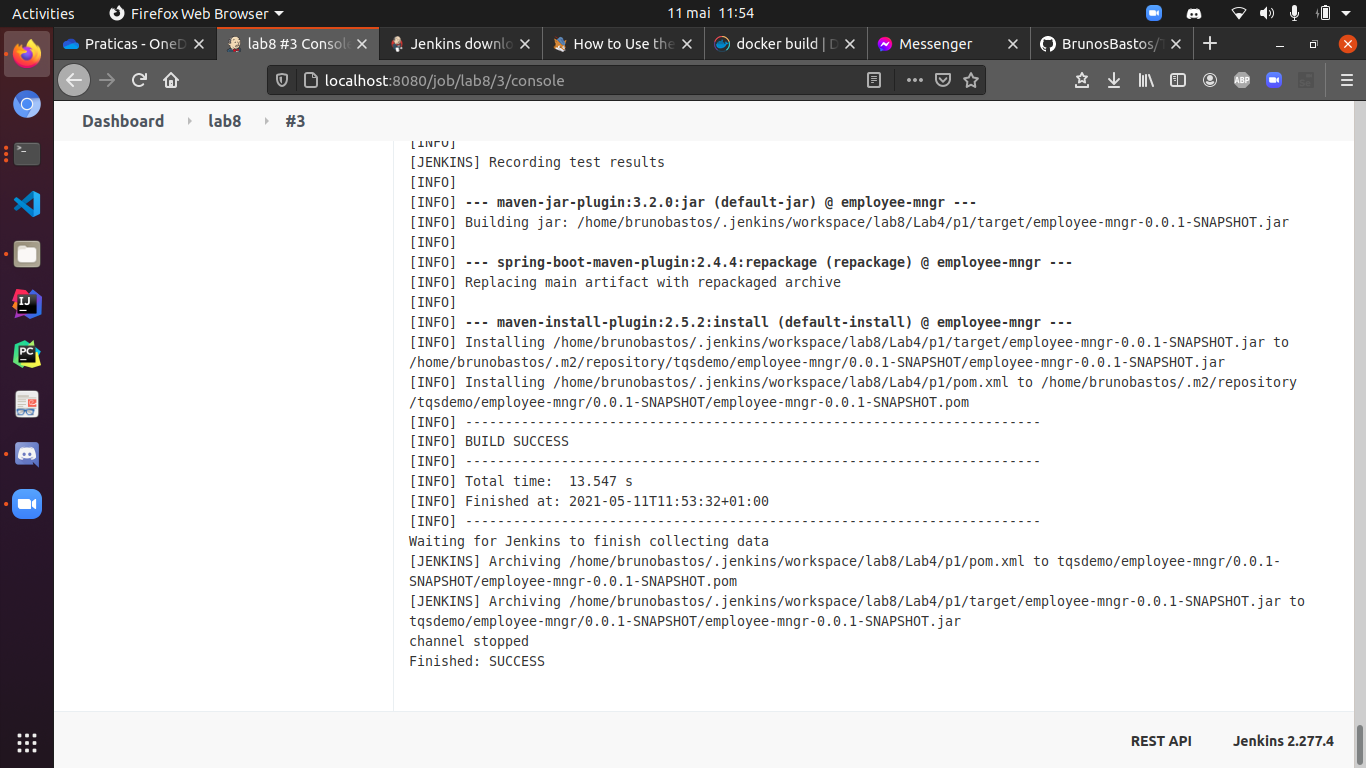 Activities
Firefox Web Browser
11 mai 11:54
Praticas - OneD
lab8 #3 Console
Jenkins downlo
How to Use the
docker build | D
Messenger
BrunosBastos/T
localhost:8080/job/lab8/3/console
ABP
Dashboard
lab8
#3
[INFO]
[JENKINS] Recording test results
[INFO]
[INFO] --- maven-jar-plugin:3.2.0:jar (default-jar) @ employee-mngr ---
[INFO] Building jar: /home/brunobastos/.jenkins/workspace/lab8/Lab4/p1/target/employee-mngr-0.0.1-SNAPSHOT.jar
[INFO]
[INFO] --- spring-boot-maven-plugin:2.4.4:repackage (repackage) @ employee-mngr ---
[INFO] Replacing main artifact with repackaged archive
[INFO]
[INFO] --- maven-install-plugin:2.5.2:install (default-install) @ employee-mngr ---
[INFO] Installing /home/brunobastos/.jenkins/workspace/lab8/Lab4/p1/target/employee-mngr-0.0.1-SNAPSHOT.jar to
/home/brunobastos/.m2/repository/tqsdemo/employee-mngr/0.0.1-SNAPSHOT/employee-mngr-0.0.1-SNAPSHOT.jar
[INFO] Installing /home/brunobastos/.jenkins/workspace/lab8/Lab4/p1/pom.xml to /home/brunobastos/.m2/repository
/tqsdemo/employee-mngr/0.0.1-SNAPSHOT/employee-mngr-0.0.1-SNAPSHOT.pom
[INFO] ------------------------------------------------------------------------
[INFO] BUILD SUCCESS
[INFO] ------------------------------------------------------------------------
[INFO] Total time:  13.547 s
[INFO] Finished at: 2021-05-11T11:53:32+01:00
[INFO] ------------------------------------------------------------------------
Waiting for Jenkins to finish collecting data
[JENKINS] Archiving /home/brunobastos/.jenkins/workspace/lab8/Lab4/p1/pom.xml to tqsdemo/employee-mngr/0.0.1-
SNAPSHOT/employee-mngr-0.0.1-SNAPSHOT.pom
[JENKINS] Archiving /home/brunobastos/.jenkins/workspace/lab8/Lab4/p1/target/employee-mngr-0.0.1-SNAPSHOT.jar to
tqsdemo/employee-mngr/0.0.1-SNAPSHOT/employee-mngr-0.0.1-SNAPSHOT.jar
channel stopped
Finished: SUCCESS
REST API
Jenkins 2.277.4
IJ
PC